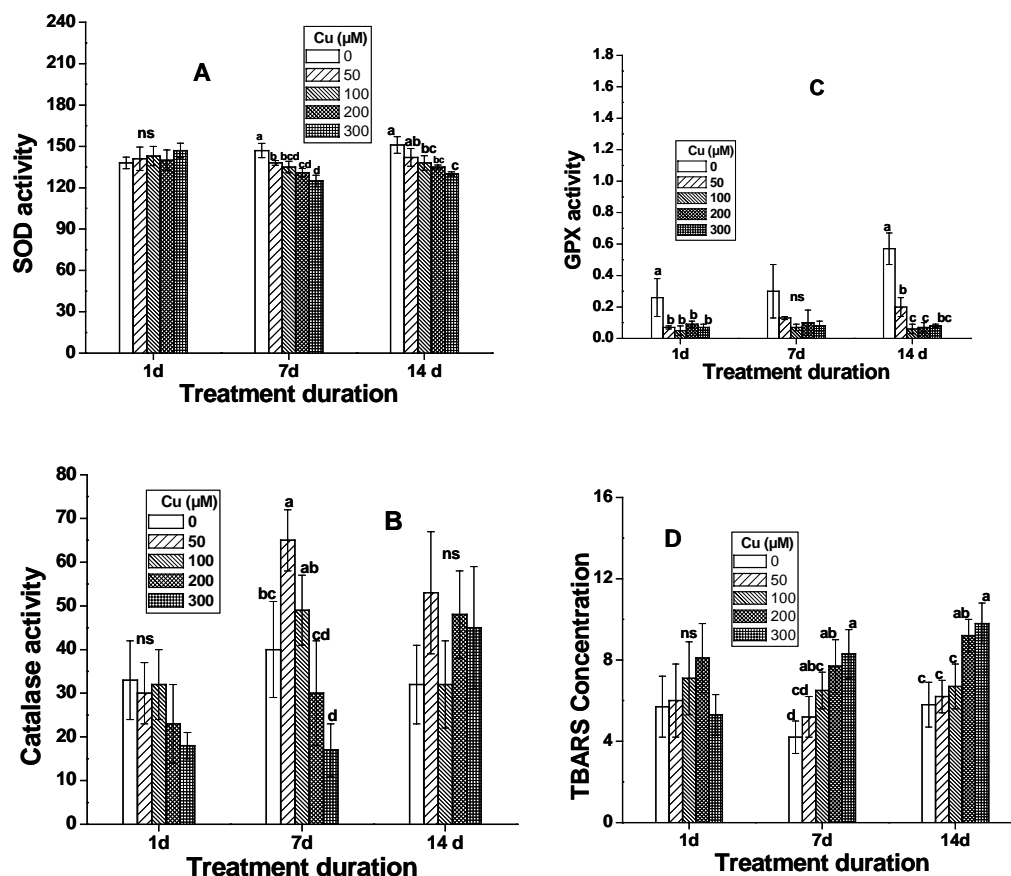 240
210
180
150
120
90
60
30
0
SOD activity
A
Cu (µM)
0
50
100
200
300
ns
a
b
bcd
cd
d
a
ab
bc
bc
c
1d
7d
14 d
Treatment duration
1.8
1.6
1.4
1.2
1.0
0.8
0.6
0.4
0.2
0.0
GPX activity
C
Cu (µM)
0
50
100
200
300
a
b
b
b
b
ns
a
b
c
c
bc
1d
7d
14 d
Treatment duration
80
70
60
50
40
30
20
10
0
Catalase activity
B
Cu (µM)
0
50
100
200
300
ns
bc
a
ab
cd
d
ns
1d
7d
14 d
Treatment duration
16
12
8
4
0
TBARS Concentration
D
Cu (µM)
0
50
100
200
300
ns
d
cd
abc
ab
a
c
c
c
ab
a
1d
7d
14d
Treatment duration